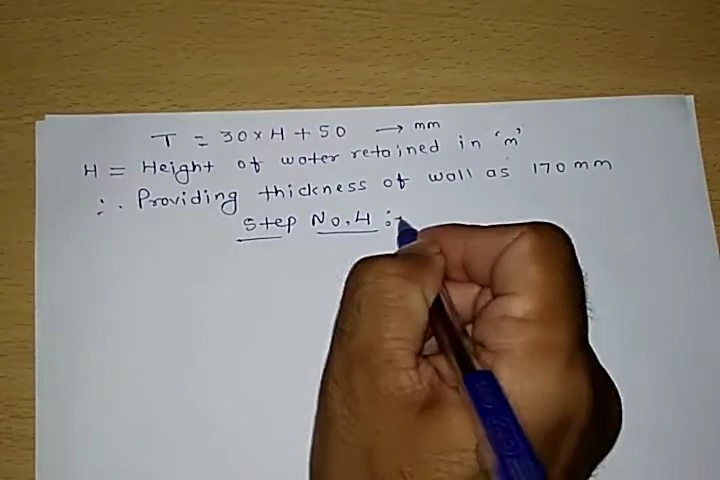 T = 30 × H + 50 → mm
H = Height of water retained in 'm'
∴ Providing thickness of wall as 170 mm
Step No. 4 :-